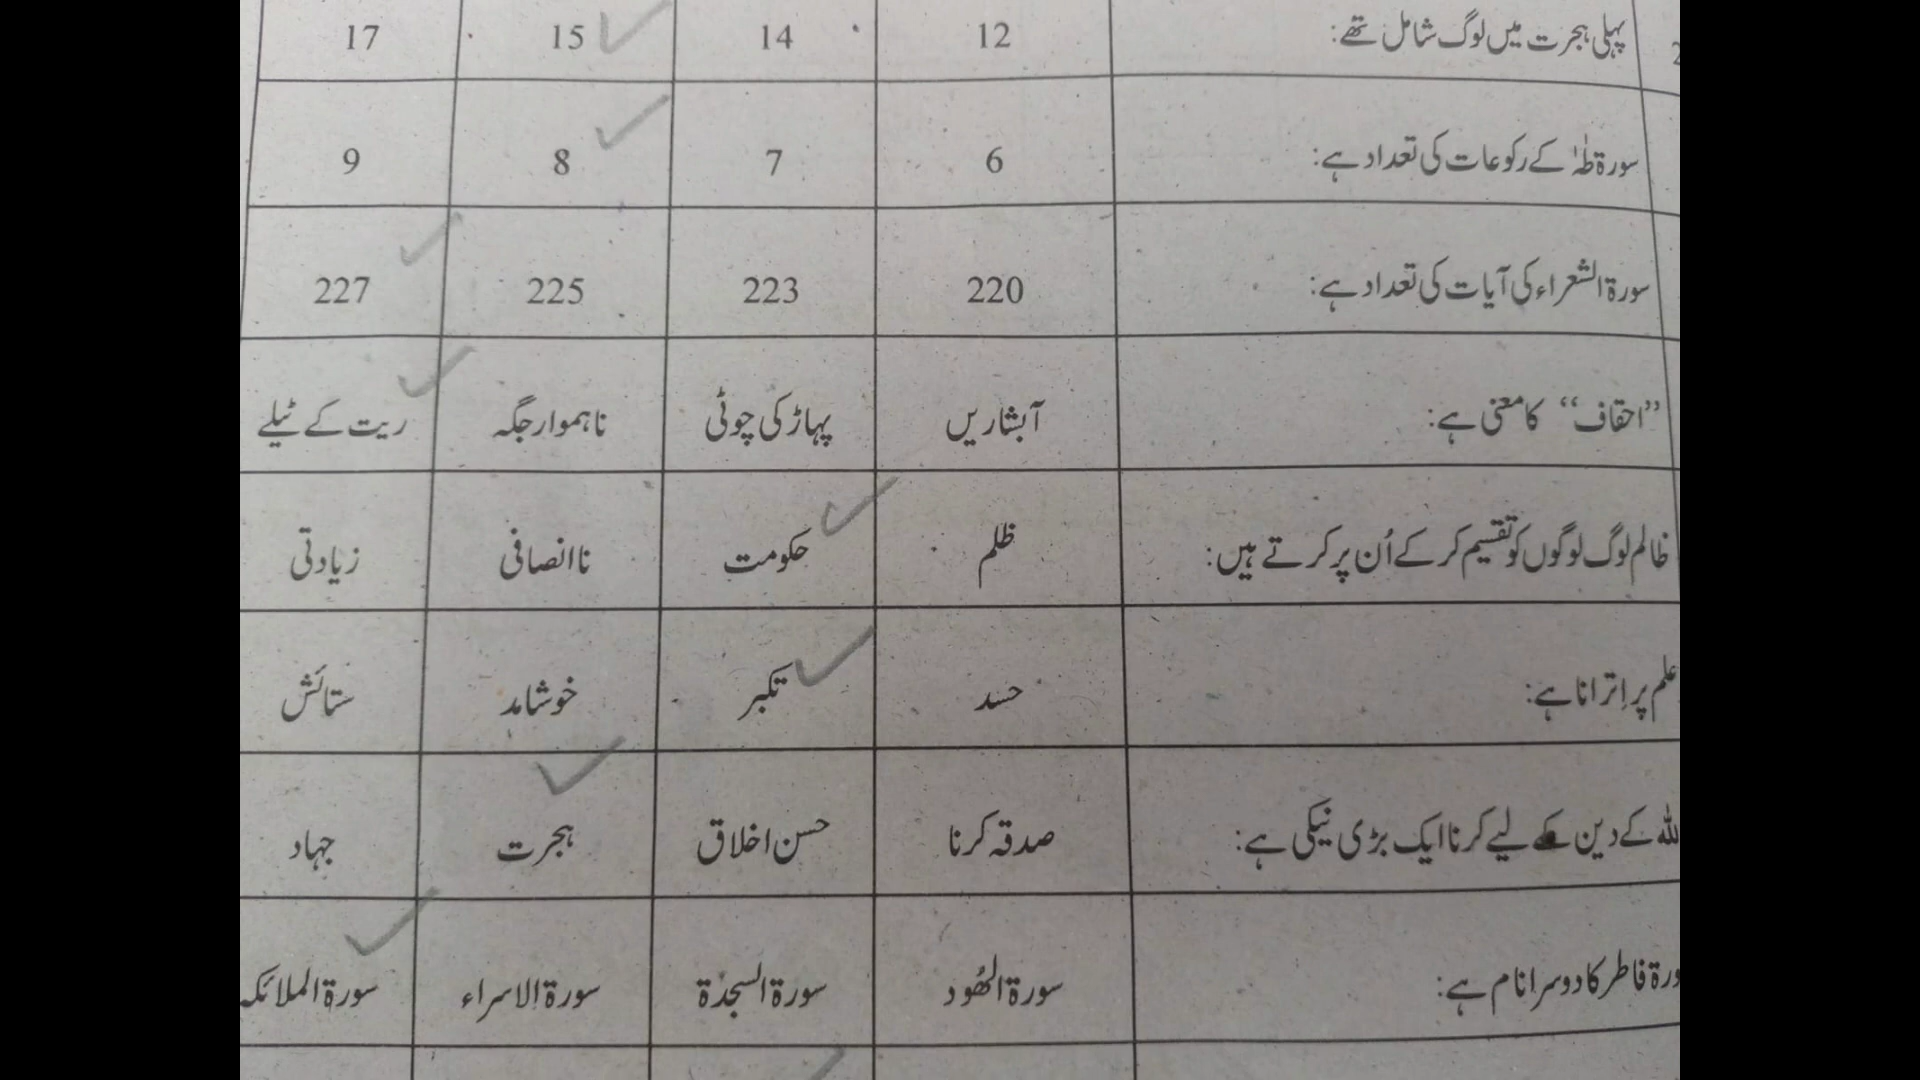 پہلی ہجرت میں لوگ شامل تھے: 12 14 15 17
سورۃ طٰہٰ کے رکوعات کی تعداد ہے: 6 7 8 9
سورۃ الشعراء کی آیات کی تعداد ہے: 220 223 225 227
”احقاف“ کا معنی ہے: آبشاریں پہاڑ کی چوٹی ناہموار جگہ ریت کے ٹیلے
ظالم لوگ لوگوں کو تقسیم کر کے اُن پر کرتے ہیں: ظلم حکومت ناانصافی زیادتی
علم پر اِترانا ہے: حسد تکبر خوشامد ستائش
للہ کے دین کے لیے کرنا ایک بڑی نیکی ہے: صدقہ کرنا حسن اخلاق ہجرت جہاد
ورۃ فاطر کا دوسرا نام ہے: سورۃ الھُود سورۃ السجدۃ سورۃ الاسراء سورۃ الملائکہ